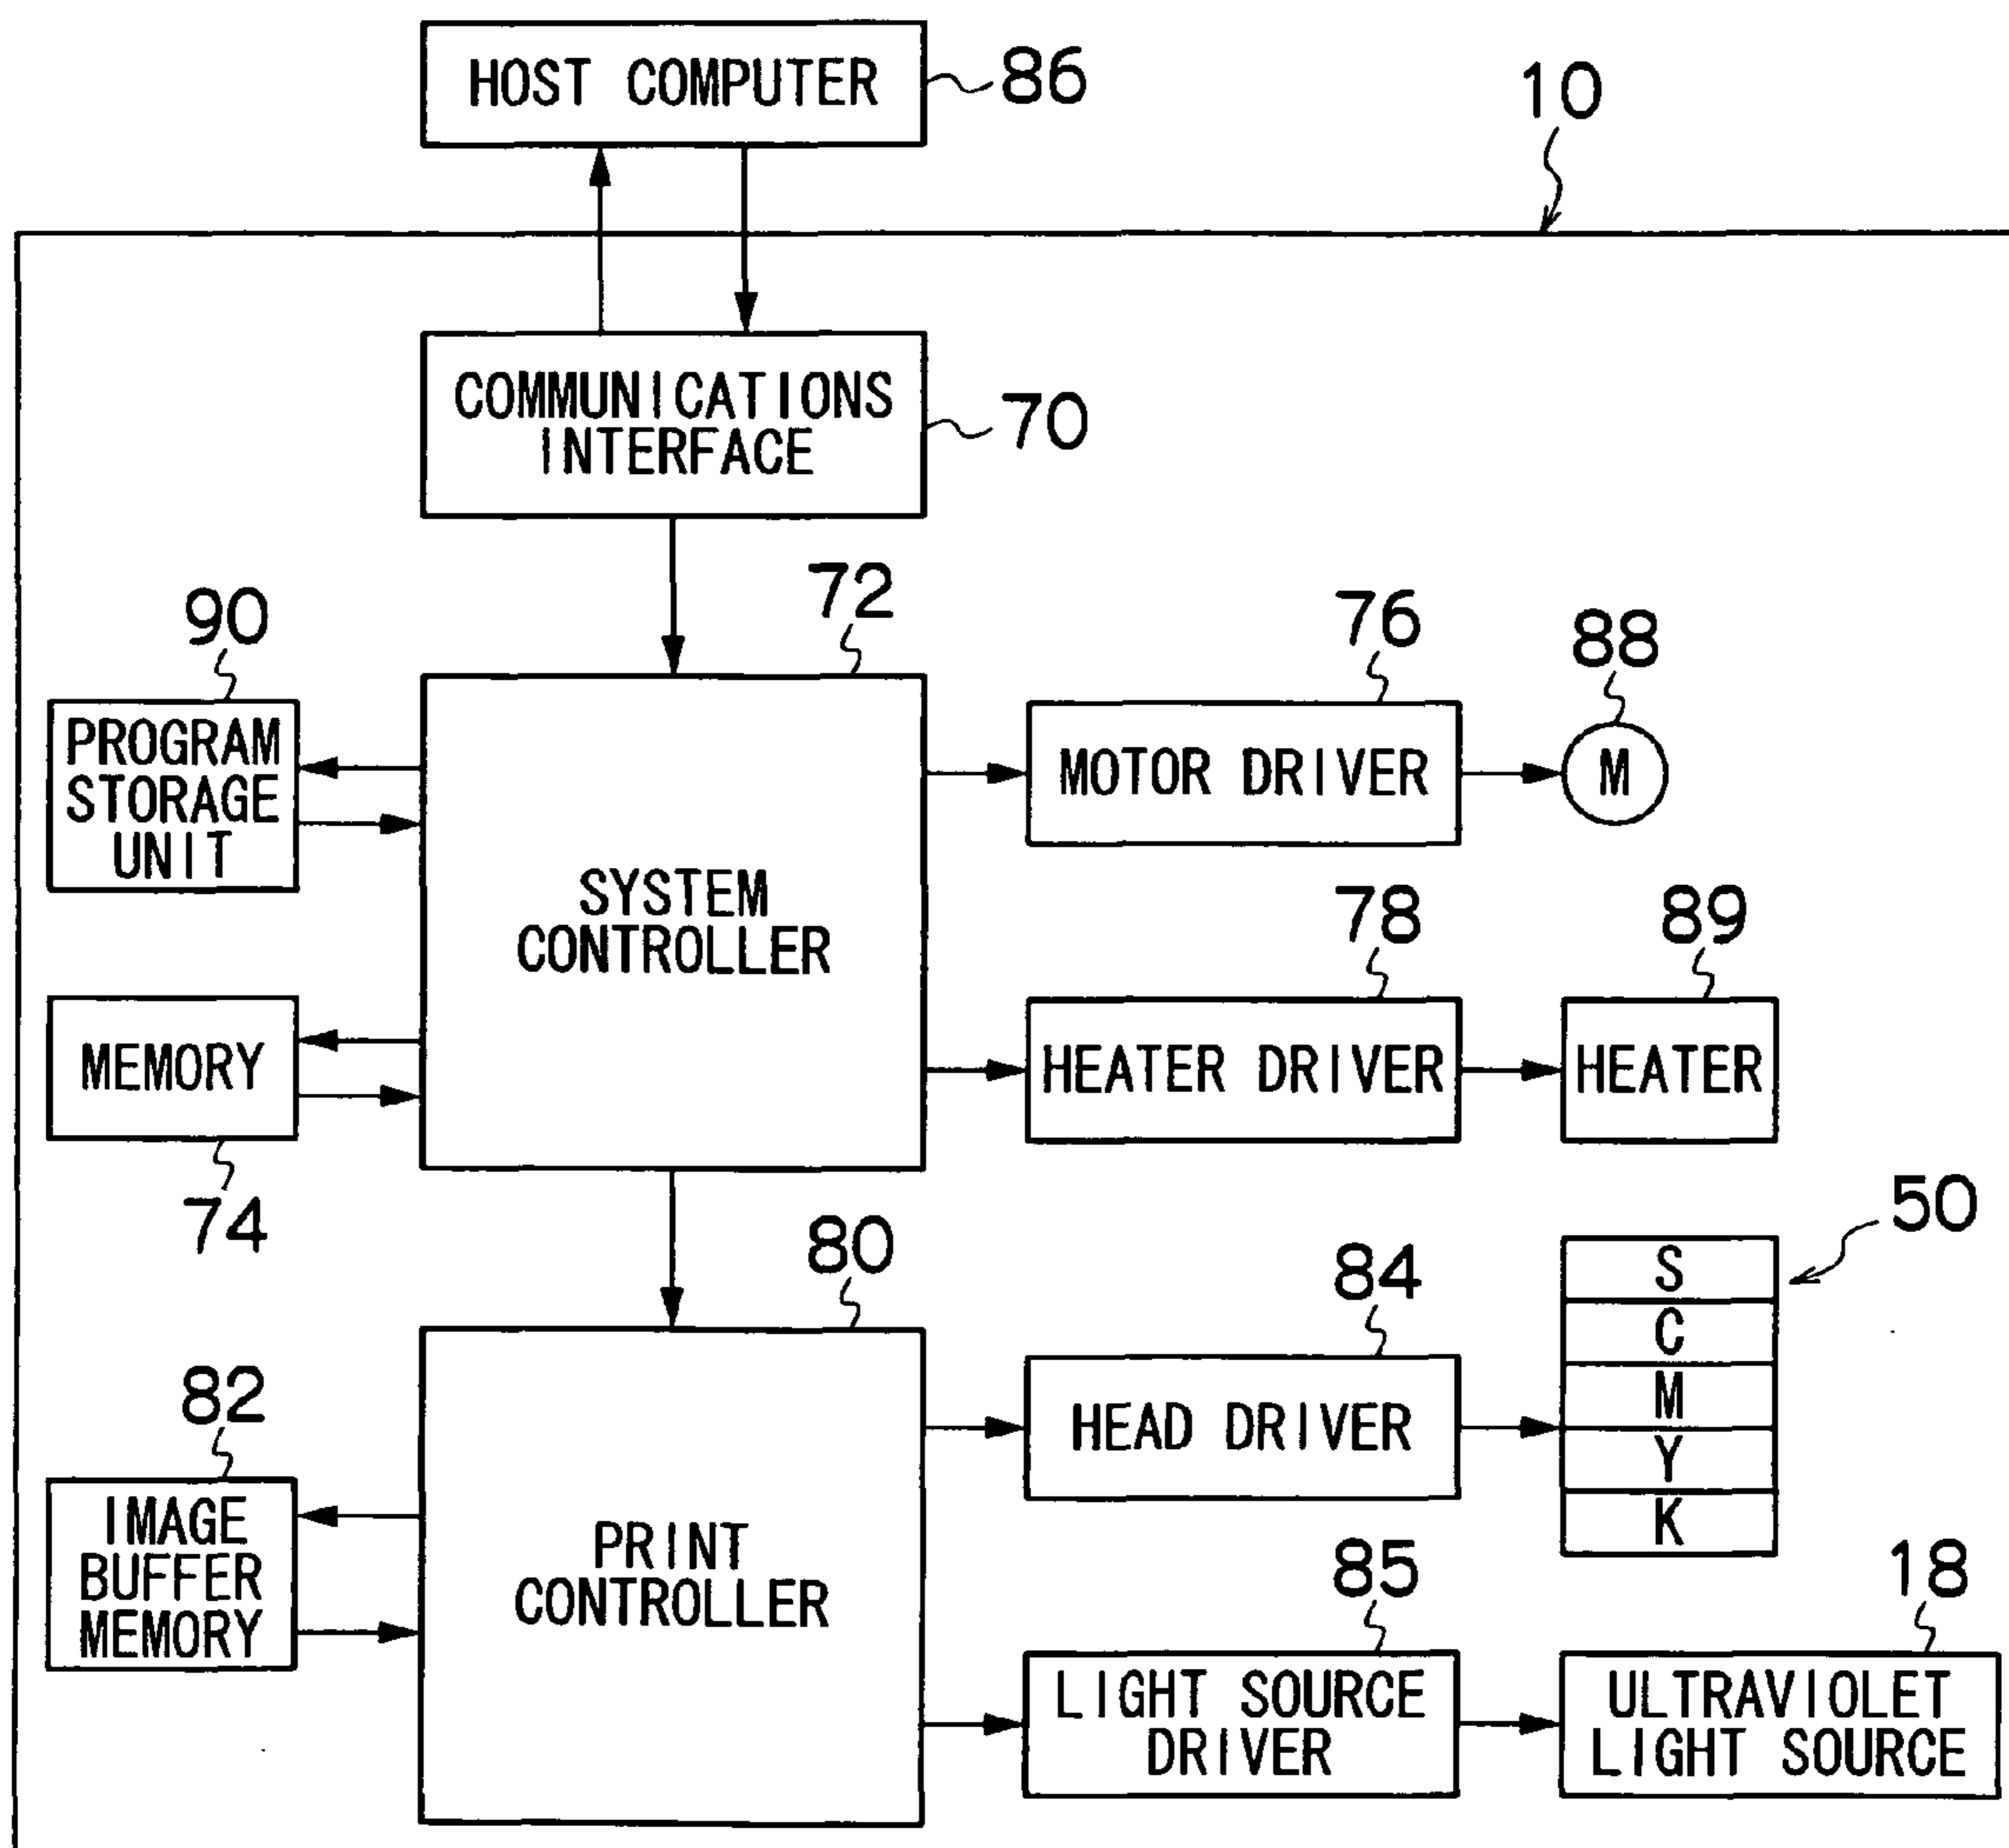 HOST COMPUTER
86
10
COMMUNICATIONS
INTERFACE
70
72
90
PROGRAM
STORAGE
UNIT
76
MOTOR DRIVER
88
M
SYSTEM
CONTROLLER
78
HEATER DRIVER
89
HEATER
MEMORY
74
80
84
HEAD DRIVER
50
S
C
M
Y
K
82
IMAGE
BUFFER
MEMORY
PRINT
CONTROLLER
85
LIGHT SOURCE
DRIVER
18
ULTRAVIOLET
LIGHT SOURCE